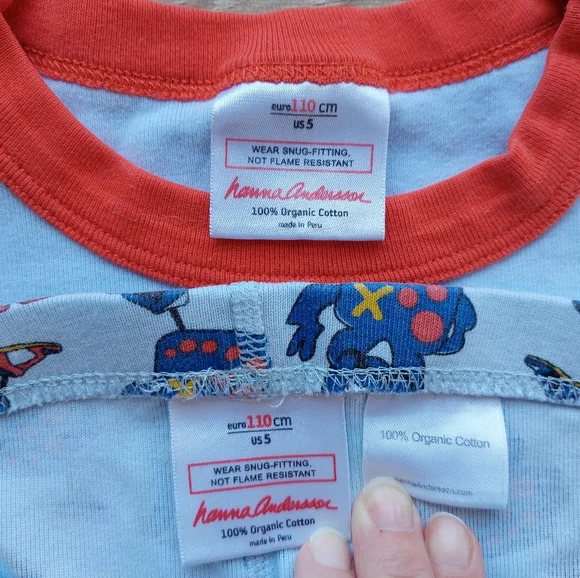 euro 110 cm
US 5
WEAR SNUG-FITTING,
NOT FLAME RESISTANT
hanna Andersson
100% Organic Cotton
made in Peru
euro 110 cm
US 5
WEAR SNUG-FITTING,
NOT FLAME RESISTANT
hanna Andersson
100% Organic Cotton
made in Peru
100% Organic Cotton
hannaAndersson.com